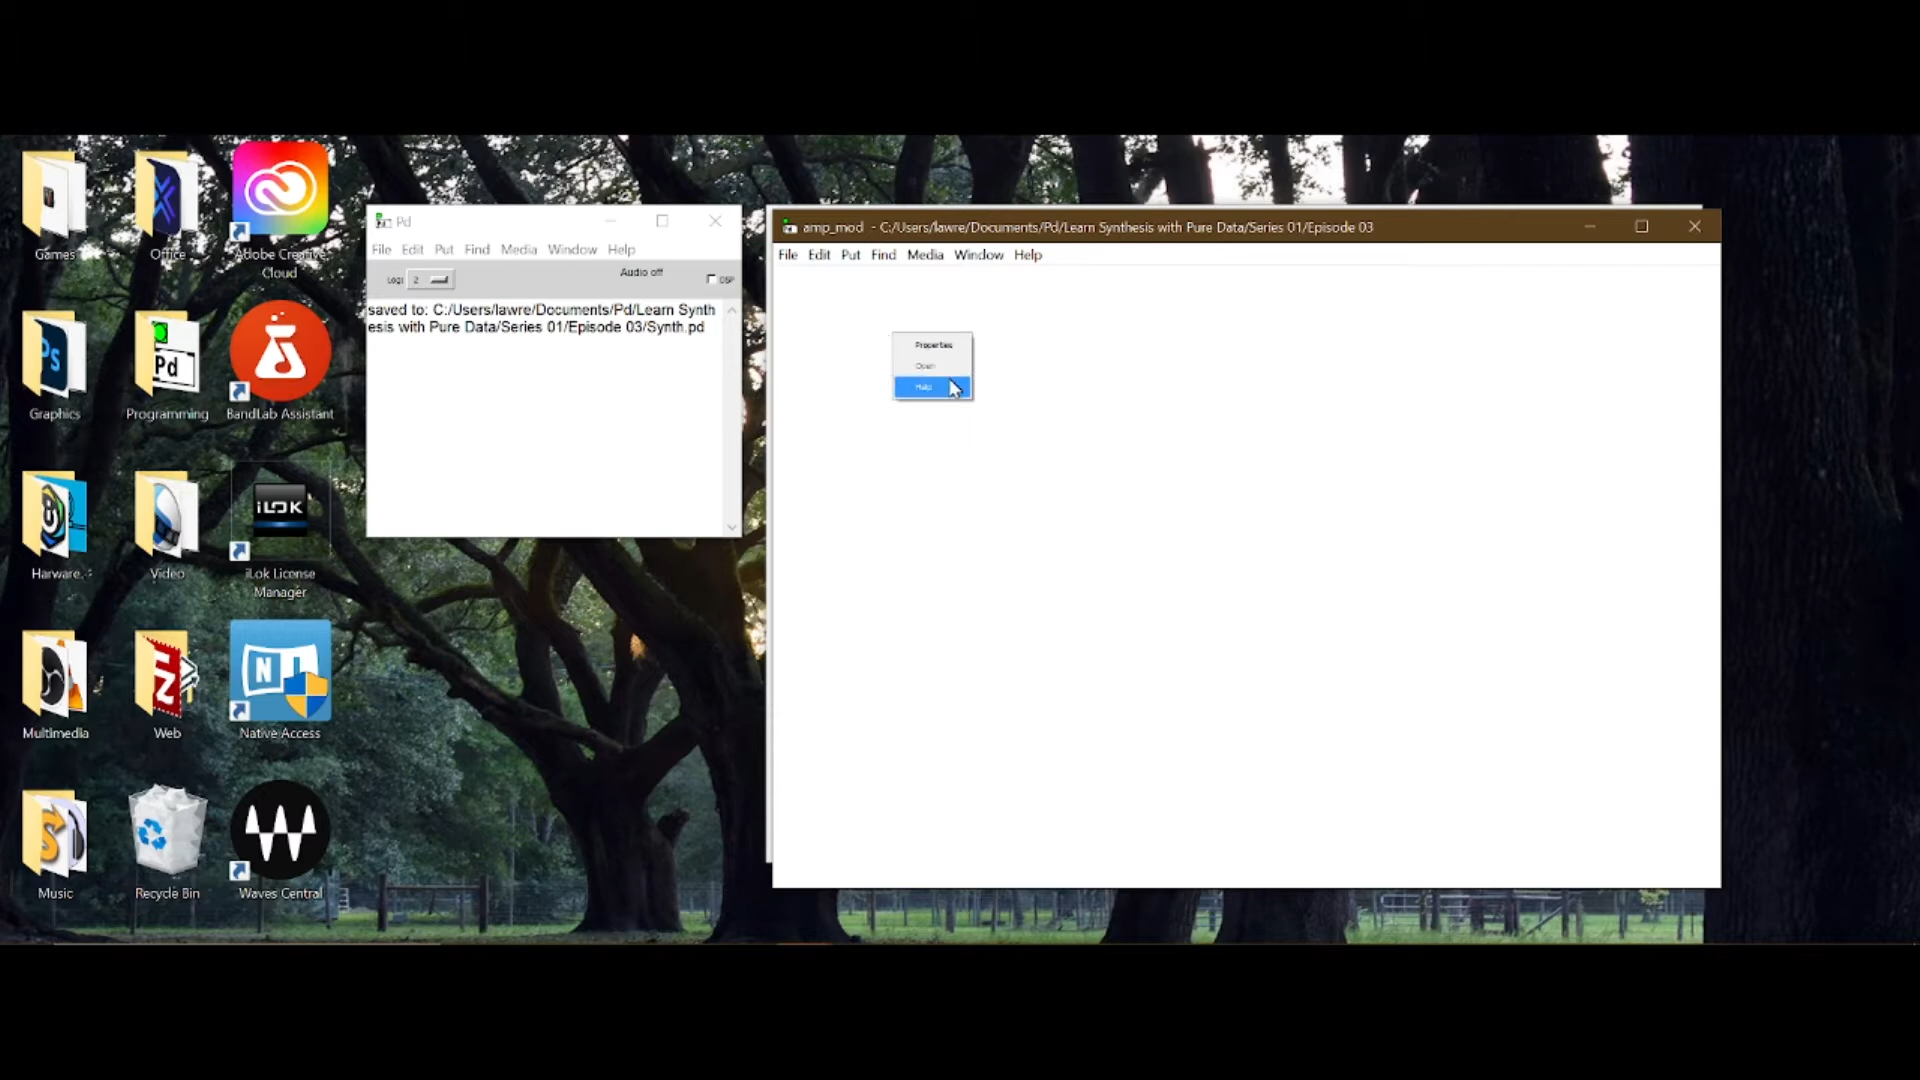 Games
Office
Adobe Creative
Cloud
Graphics
Programming
BandLab Assistant
Harware
Video
iLOK
iLok License
Manager
Multimedia
Web
Native Access
Music
Recycle Bin
Waves Central
Ps
Pd
N
Pd
File Edit Put Find Media Window Help
Log: 2
Audio off
DSP
saved to: C:/Users/lawre/Documents/Pd/Learn Synth
esis with Pure Data/Series 01/Episode 03/Synth.pd
amp_mod - C:/Users/lawre/Documents/Pd/Learn Synthesis with Pure Data/Series 01/Episode 03
File Edit Put Find Media Window Help
Properties
Open
Help